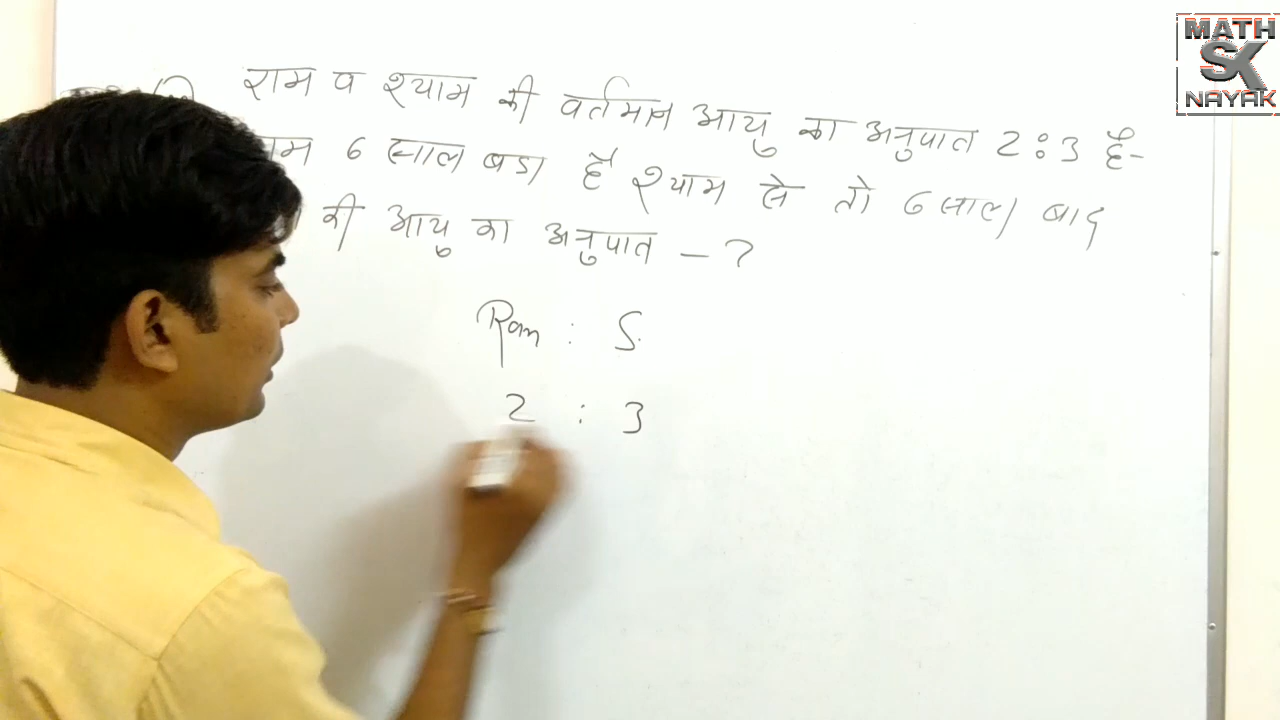 राम व श्याम की वर्तमान आयु का अनुपात 2:3 है-
6 साल बडा है श्याम से तो 6 साल बाद
की आयु का अनुपात - ?
Ram : S.
2 : 3
MATH
SK
NAYAK